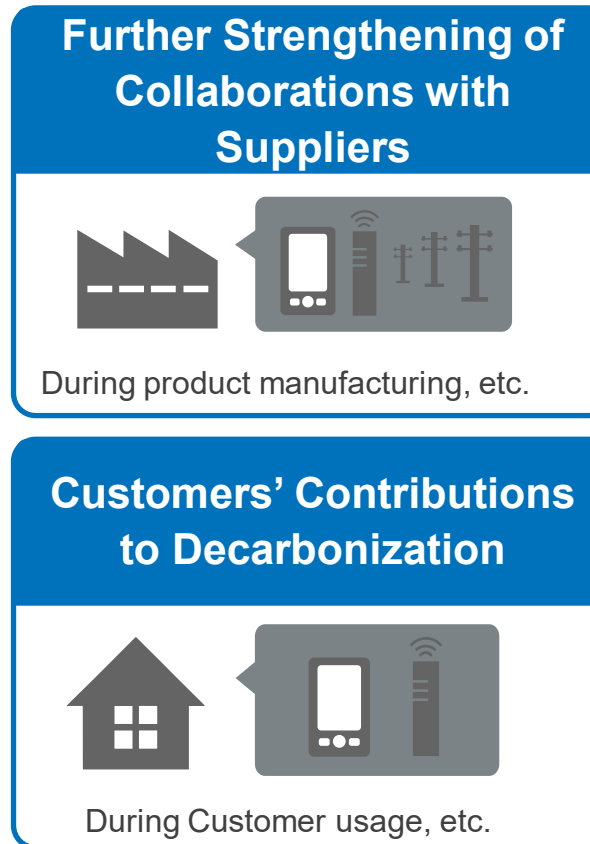 Further Strengthening of
Collaborations with
Suppliers
During product manufacturing, etc.
Customers’ Contributions
to Decarbonization
During Customer usage, etc.